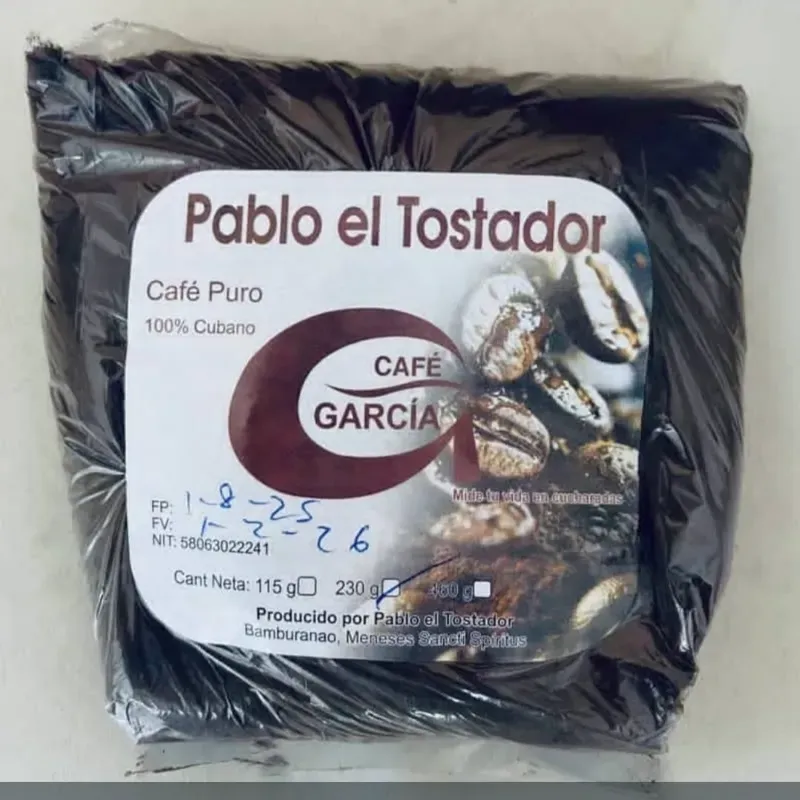 Pablo el Tostador
Café Puro
100% Cubano
CAFÉ
GARCÍA
Mide tu vida en cucharadas
FP: 1-8-25
FV: 1-2-26
NIT: 58063022241
Cant Neta: 115 g 230 g 460 g
Producido por Pablo el Tostador
Bamburanao, Meneses Sancti Spíritus